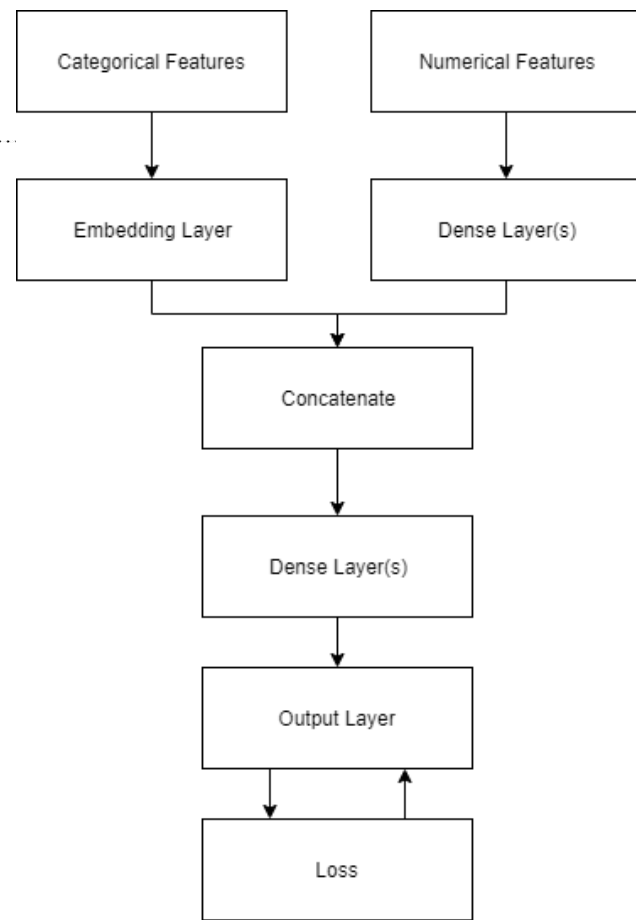 Categorical Features
Numerical Features
Embedding Layer
Dense Layer(s)
Concatenate
Dense Layer(s)
Output Layer
Loss